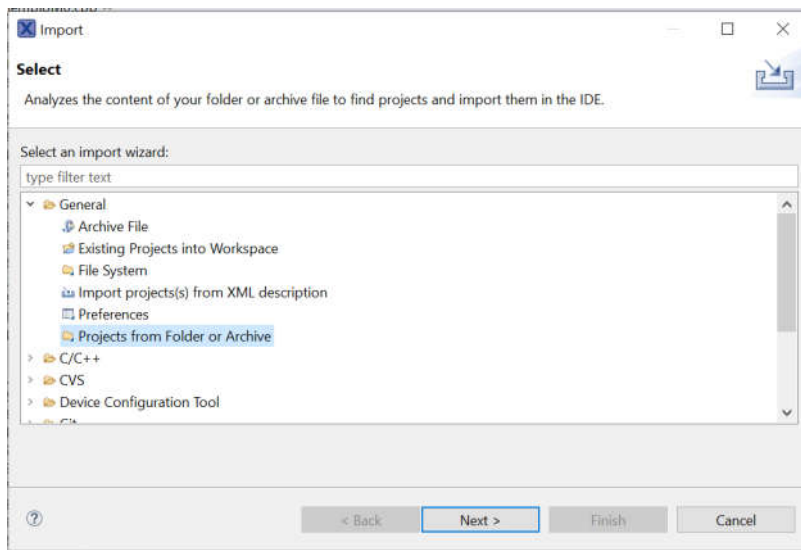 Import
Select
Analyzes the content of your folder or archive file to find projects and import them in the IDE.
Select an import wizard:
type filter text
General
Archive File
Existing Projects into Workspace
File System
Import projects(s) from XML description
Preferences
Projects from Folder or Archive
C/C++
CVS
Device Configuration Tool
Git
< Back Next > Finish Cancel